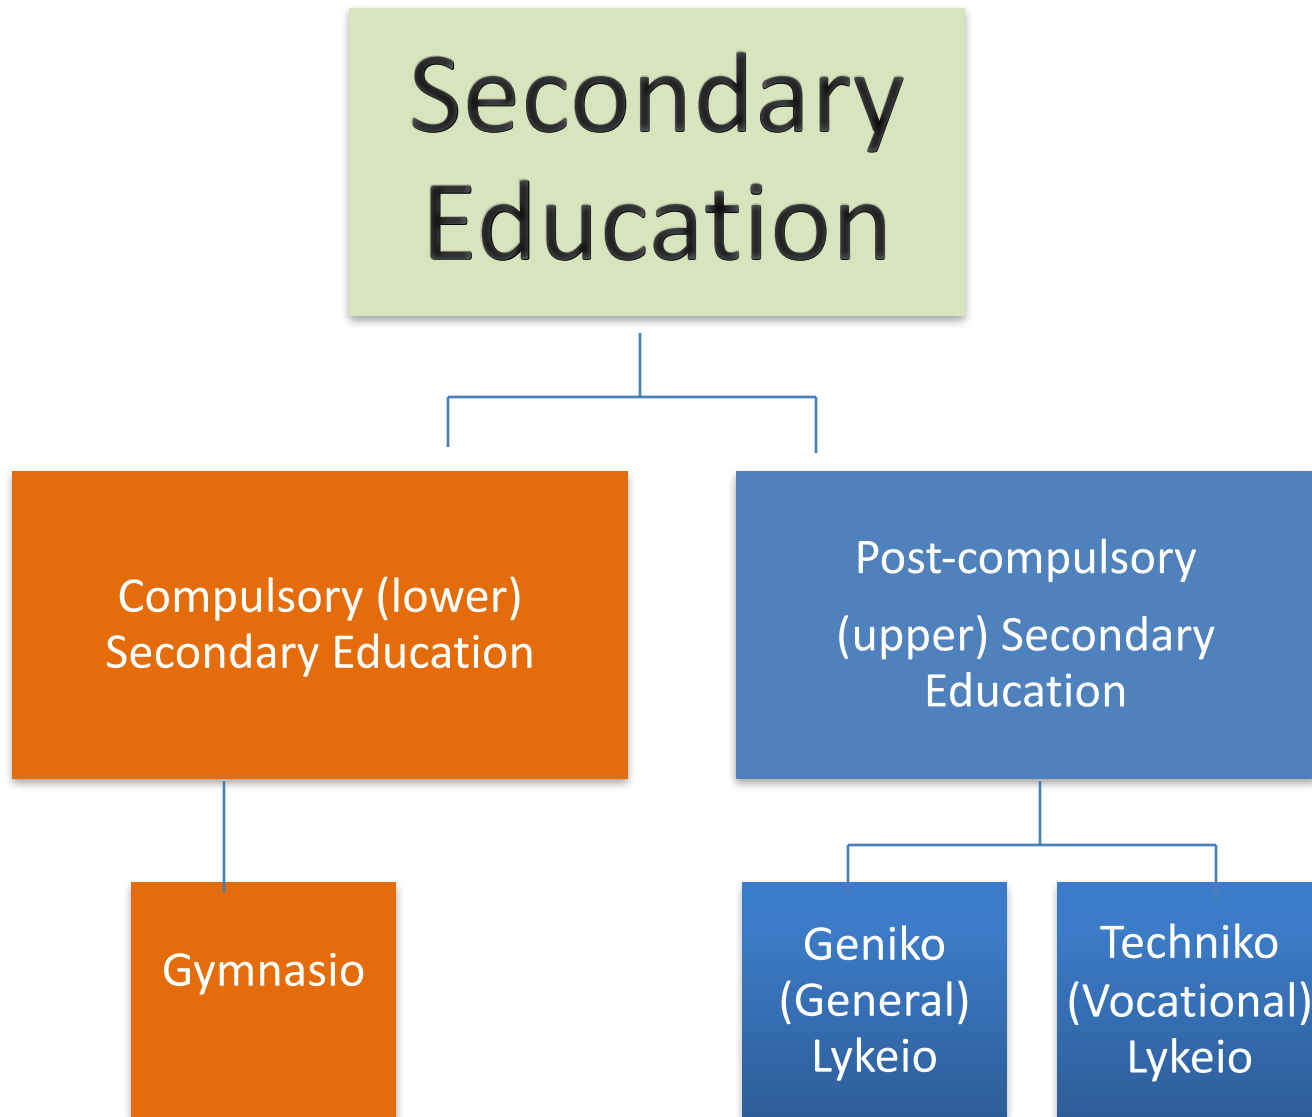 Secondary
Education
Compulsory (lower)
Secondary Education
Post-compulsory
(upper) Secondary
Education
Gymnasio
Geniko
(General)
Lykeio
Techniko
(Vocational)
Lykeio